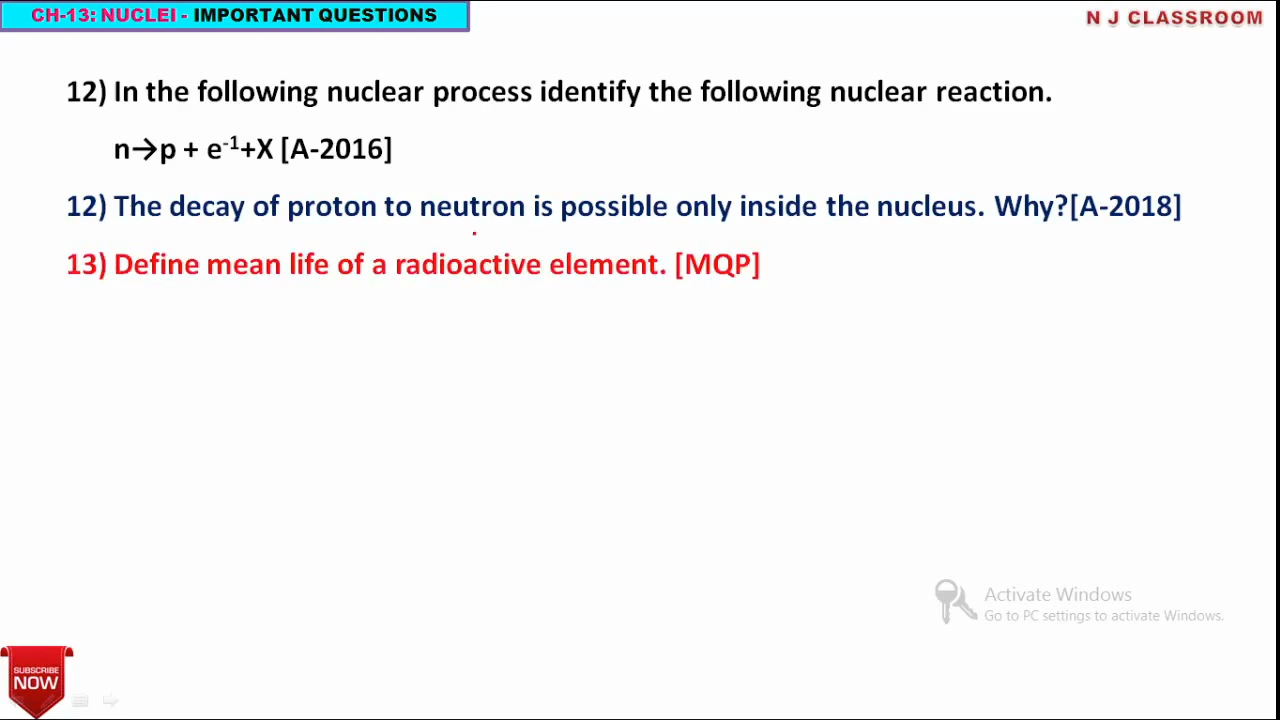 CH-13: NUCLEI - IMPORTANT QUESTIONS
N J CLASSROOM
12) In the following nuclear process identify the following nuclear reaction.
n→p + e⁻¹+X [A-2016]
12) The decay of proton to neutron is possible only inside the nucleus. Why?[A-2018]
13) Define mean life of a radioactive element. [MQP]
Activate Windows
Go to PC settings to activate Windows.
SUBSCRIBE
NOW